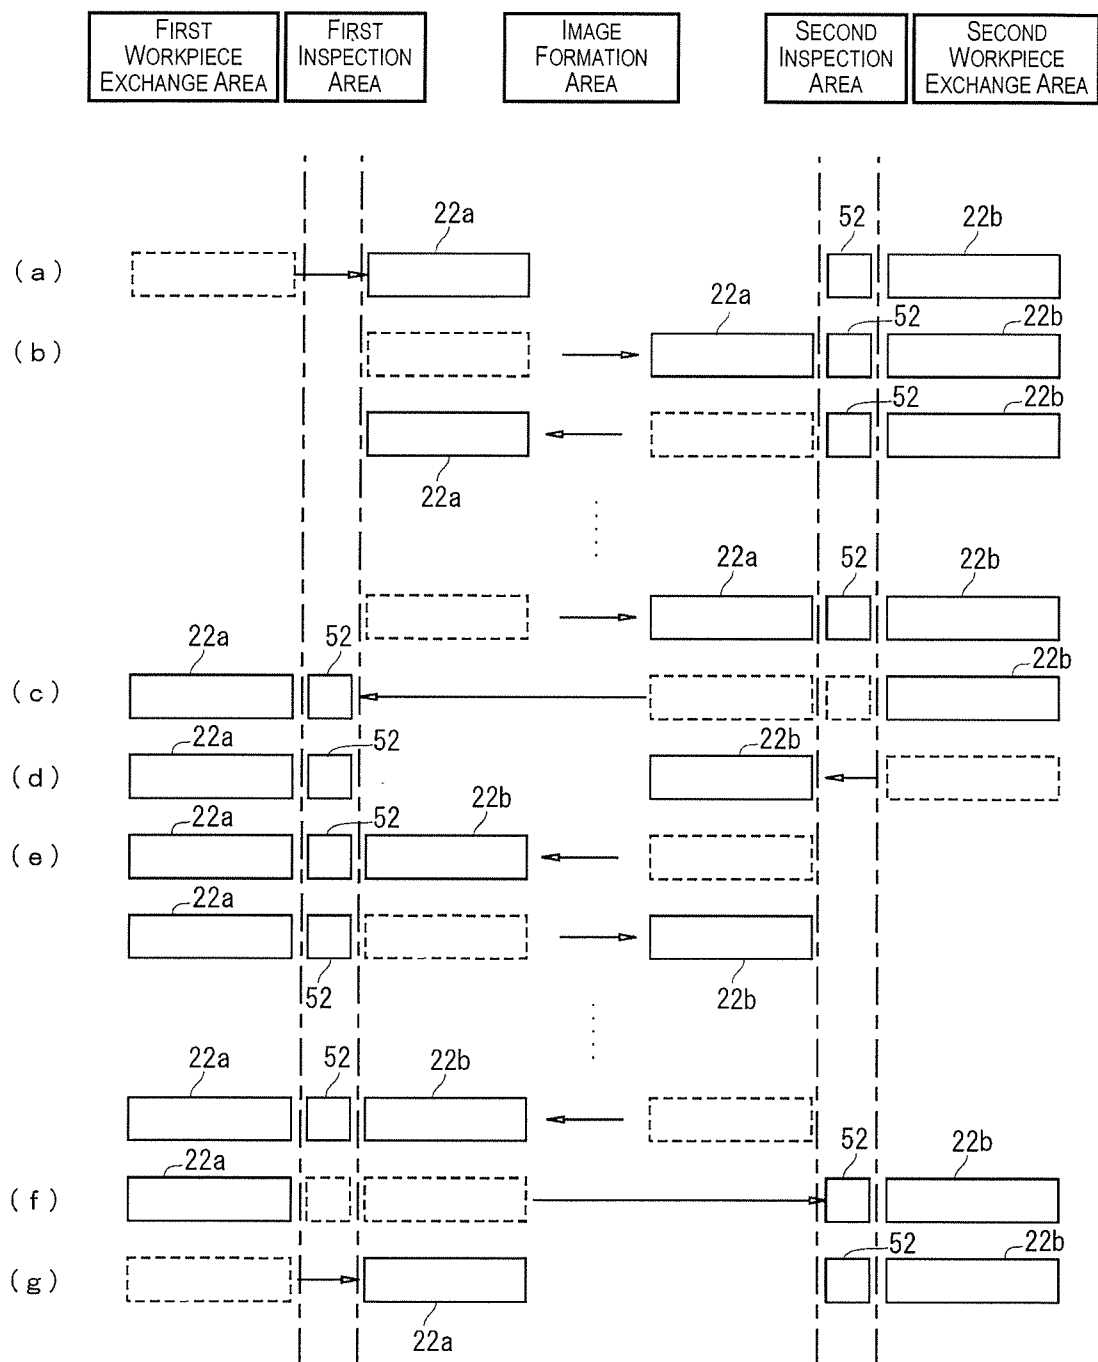 FIRST
WORKPIECE
EXCHANGE AREA
FIRST
INSPECTION
AREA
IMAGE
FORMATION
AREA
SECOND
INSPECTION
AREA
SECOND
WORKPIECE
EXCHANGE AREA
(a)
22a
52
22b
(b)
22a
52
22b
52
22b
22a
22a
52
22b
(c)
22a
52
22b
(d)
22a
52
22b
(e)
22a
52
22b
22a
52
22b
22a
52
22b
(f)
22a
52
22b
(g)
52
22b
22a